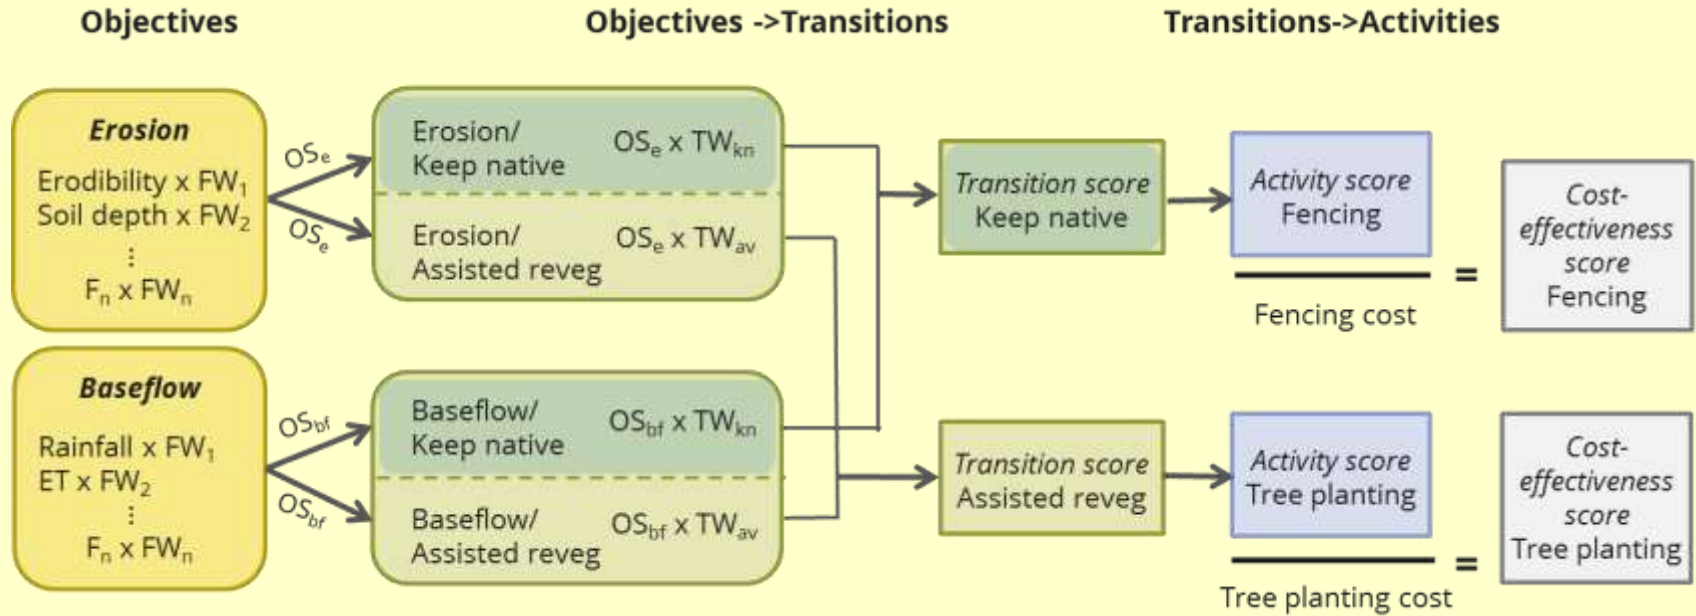 Objectives
Objectives ->Transitions
Transitions->Activities
Erosion
Erodibility x FW1
Soil depth x FW2
⋮
Fn x FWn
OSe
OSe
Erosion/
Keep native
OSe x TWkn
Erosion/
Assisted reveg
OSe x TWav
Transition score
Keep native
Activity score
Fencing
Fencing cost
=
Cost-
effectiveness
score
Fencing
Baseflow
Rainfall x FW1
ET x FW2
⋮
Fn x FWn
OSbf
OSbf
Baseflow/
Keep native
OSbf x TWkn
Baseflow/
Assisted reveg
OSbf x TWav
Transition score
Assisted reveg
Activity score
Tree planting
Tree planting cost
=
Cost-
effectiveness
score
Tree planting